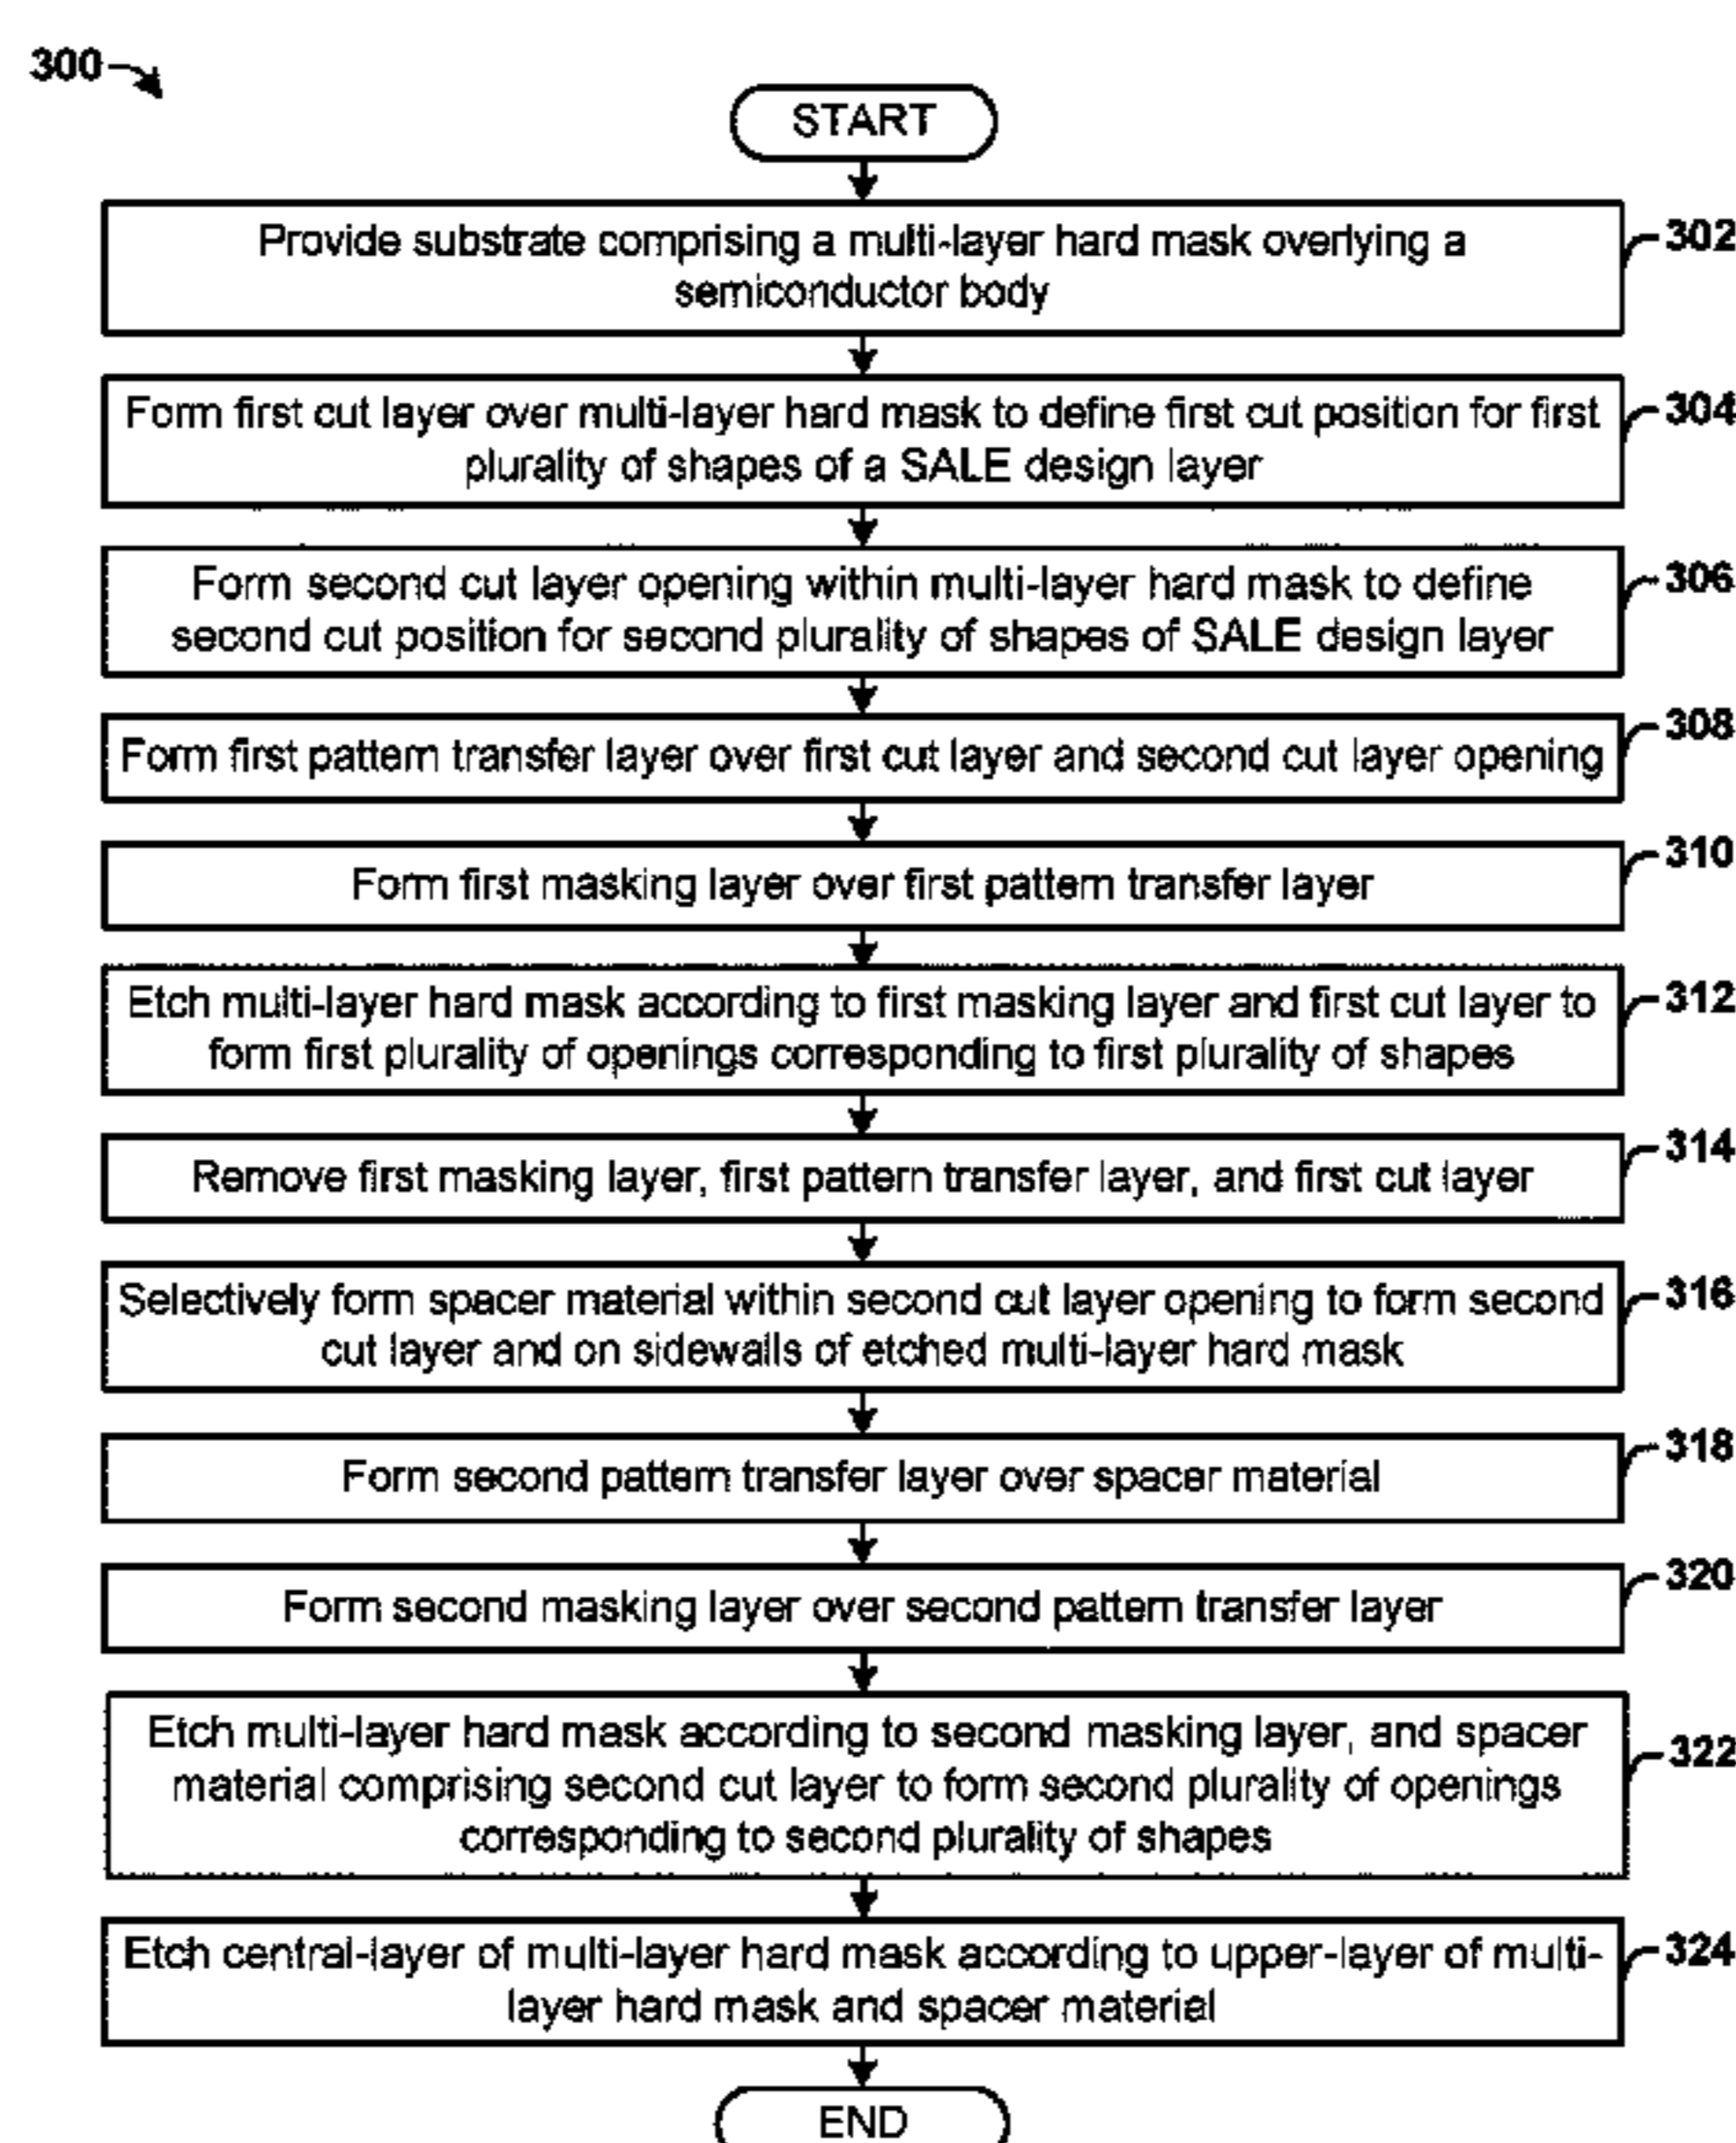 300
START
Provide substrate comprising a multi-layer hard mask overlying a
semiconductor body
302
Form first cut layer over multi-layer hard mask to define first cut position for first
plurality of shapes of a SALE design layer
304
Form second cut layer opening within multi-layer hard mask to define
second cut position for second plurality of shapes of SALE design layer
306
Form first pattern transfer layer over first cut layer and second cut layer opening
308
Form first masking layer over first pattern transfer layer
310
Etch multi-layer hard mask according to first masking layer and first cut layer to
form first plurality of openings corresponding to first plurality of shapes
312
Remove first masking layer, first pattern transfer layer, and first cut layer
314
Selectively form spacer material within second cut layer opening to form second
cut layer and on sidewalls of etched multi-layer hard mask
316
Form second pattern transfer layer over spacer material
318
Form second masking layer over second pattern transfer layer
320
Etch multi-layer hard mask according to second masking layer, and spacer
material comprising second cut layer to form second plurality of openings
corresponding to second plurality of shapes
322
Etch central-layer of multi-layer hard mask according to upper-layer of multi-
layer hard mask and spacer material
324
END